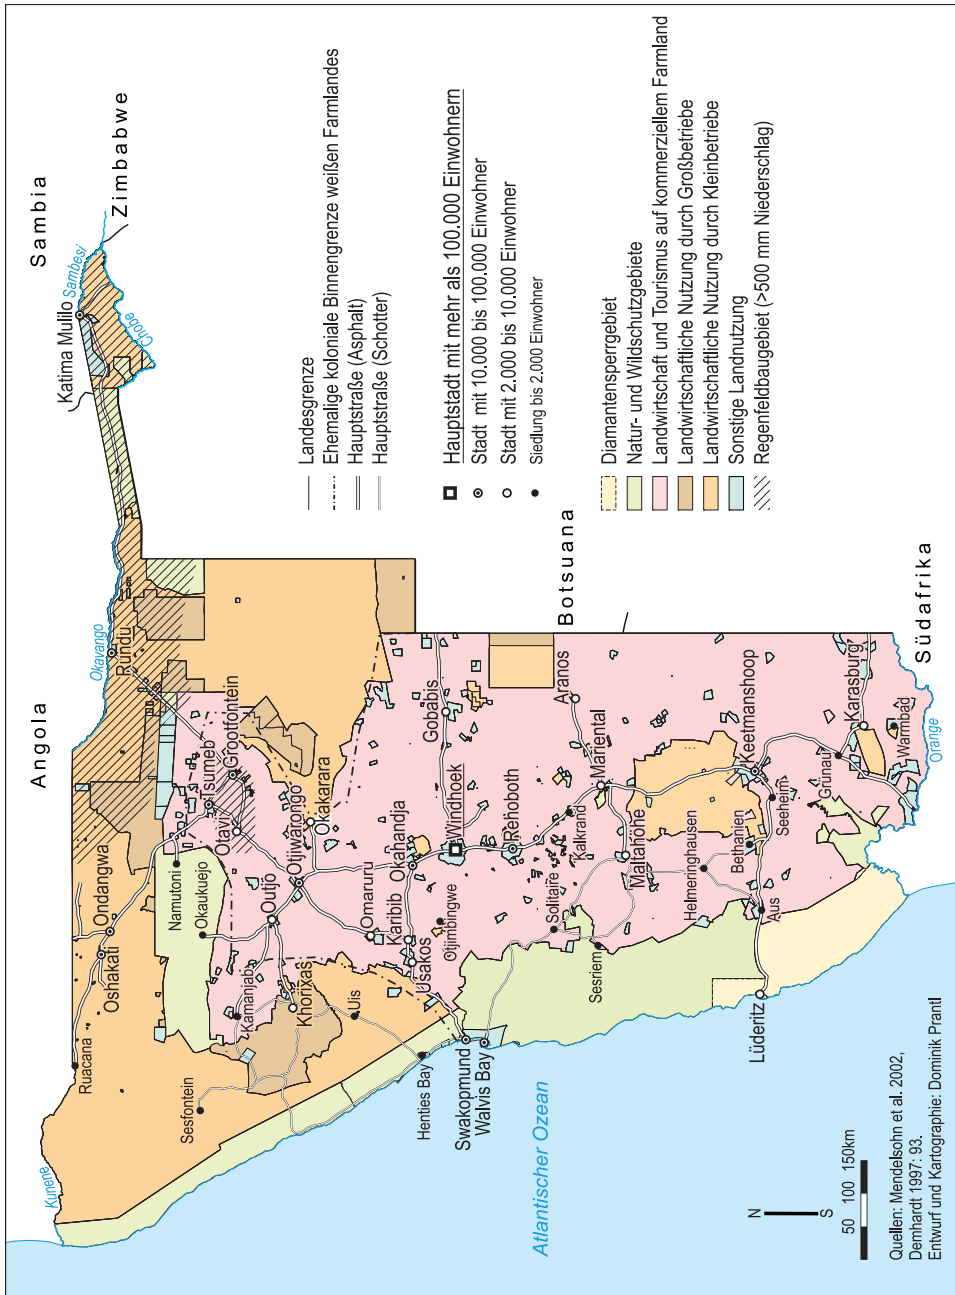 Angola
Sambia
Zimbabwe
Botsuana
Südafrika
Atlantischer Ozean
Kunene
Okavango
Sambesi
Chobe
Orange
Katima Mulilo
Rundu
Ruacana
Oshakati
Ondangwa
Namutoni
Okaukuejo
Tsumeb
Grootfontein
Otavi
Sesfontein
Kamanjab
Outjo
Otjiwarongo
Okakarara
Khorixas
Uis
Omaruru
Karibib
Okahandja
Usakos
Otjimbingwe
Henties Bay
Swakopmund
Walvis Bay
Windhoek
Gobabis
Rehoboth
Kalkrand
Solitaire
Sesriem
Maltahöhe
Mariental
Aranos
Helmeringhausen
Bethanien
Keetmanshoop
Seeheim
Aus
Lüderitz
Grünau
Karasburg
Warmbad
Landesgrenze
Ehemalige koloniale Binnengrenze weißen Farmlandes
Hauptstraße (Asphalt)
Hauptstraße (Schotter)
Hauptstadt mit mehr als 100.000 Einwohnern
Stadt mit 10.000 bis 100.000 Einwohner
Stadt mit 2.000 bis 10.000 Einwohner
Siedlung bis 2.000 Einwohner
Diamantensperrgebiet
Natur- und Wildschutzgebiete
Landwirtschaft und Tourismus auf kommerziellem Farmland
Landwirtschaftliche Nutzung durch Großbetriebe
Landwirtschaftliche Nutzung durch Kleinbetriebe
Sonstige Landnutzung
Regenfeldbaugebiet (>500 mm Niederschlag)
N
S
50 100 150km
Quellen: Mendelsohn et al. 2002,
Demhardt 1997: 93.
Entwurf und Kartographie: Dominik Prantl